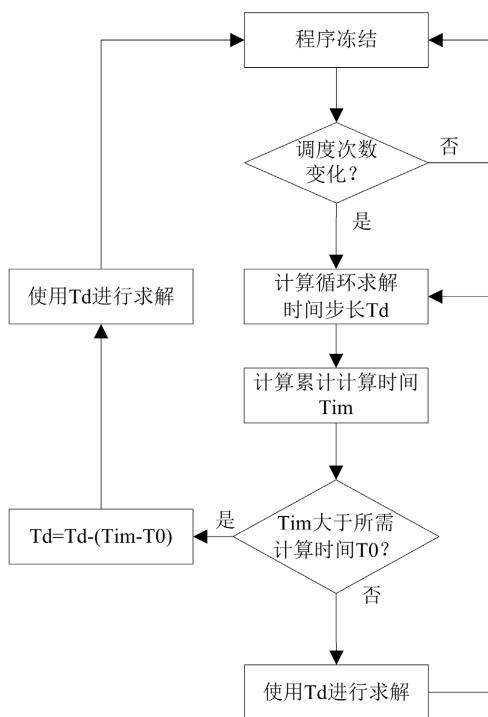 程序冻结
调度次数
变化？
否
是
使用Td进行求解
计算循环求解
时间步长Td
计算累计计算时间
Tim
Td=Td-(Tim-T0)
是
Tim大于所需
计算时间T0？
否
使用Td进行求解